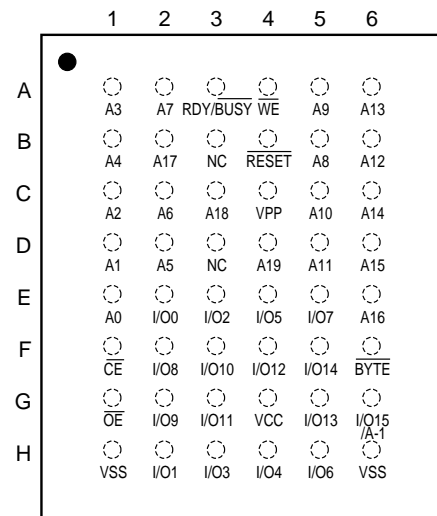 1 2 3 4 5 6
A
A3 A7 RDY/BUSY WE A9 A13
B
A4 A17 NC RESET A8 A12
C
A2 A6 A18 VPP A10 A14
D
A1 A5 NC A19 A11 A15
E
A0 I/O0 I/O2 I/O5 I/O7 A16
F
CE I/O8 I/O10 I/O12 I/O14 BYTE
G
OE I/O9 I/O11 VCC I/O13 I/O15
/A-1
H
VSS I/O1 I/O3 I/O4 I/O6 VSS